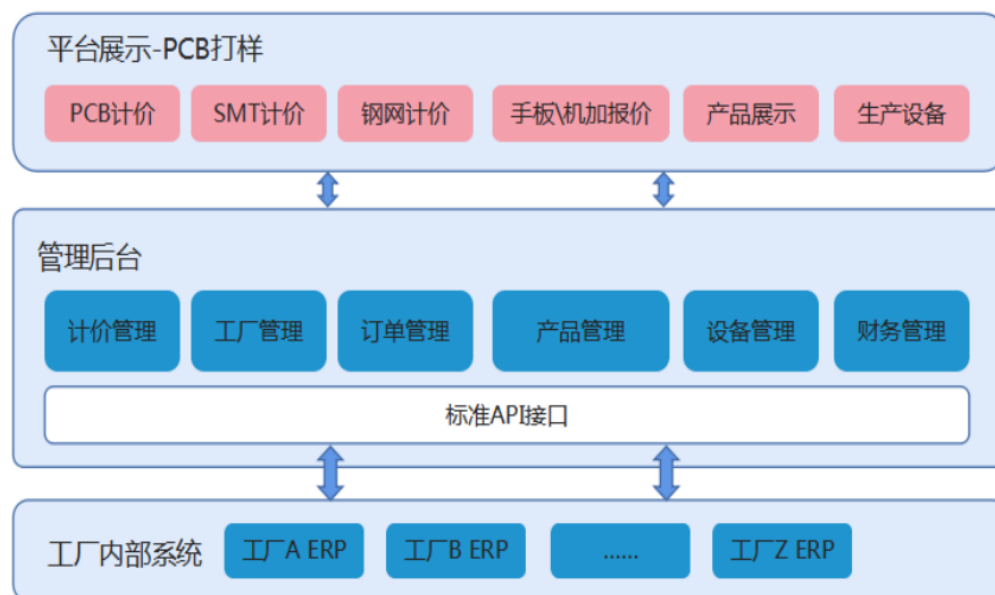 平台展示-PCB打样
PCB计价 SMT计价 钢网计价 手板\机加报价 产品展示 生产设备
管理后台
计价管理 工厂管理 订单管理 产品管理 设备管理 财务管理
标准API接口
工厂内部系统 工厂A ERP 工厂B ERP ...... 工厂Z ERP